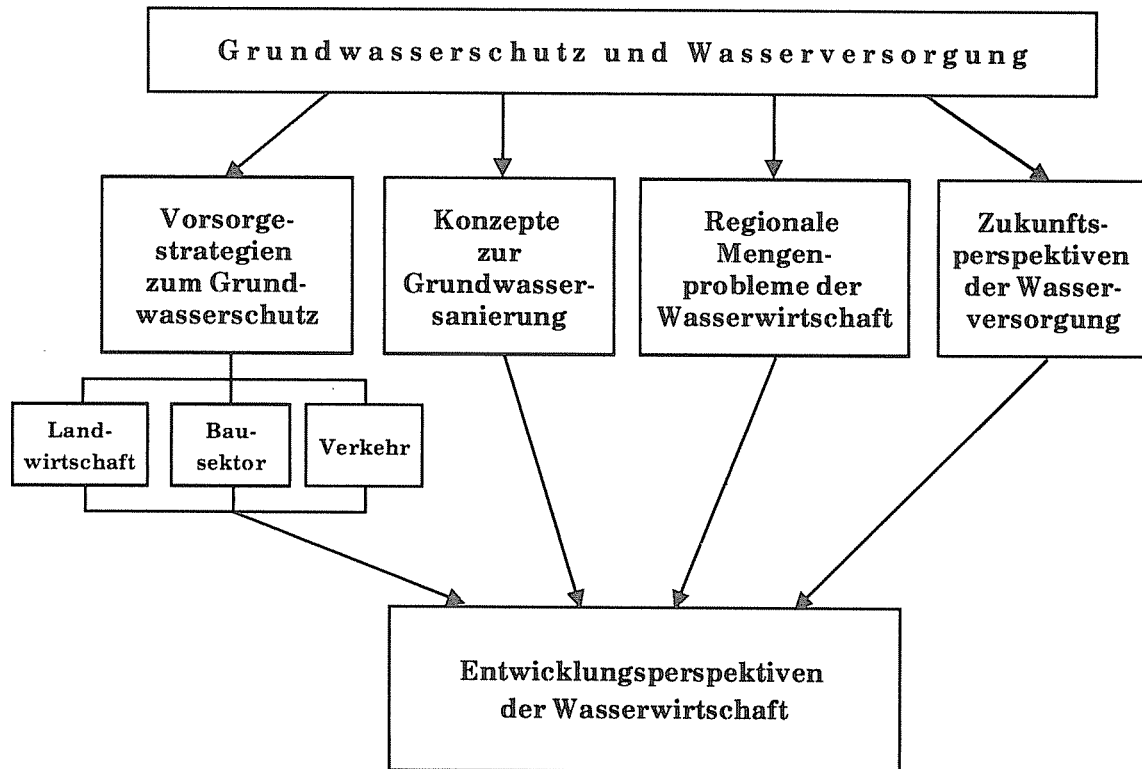 Grundwasserschutz und Wasserversorgung
Vorsorge-
strategien
zum Grund-
wasserschutz
Konzepte
zur
Grundwasser-
sanierung
Regionale
Mengen-
probleme der
Wasserwirtschaft
Zukunfts-
perspektiven
der Wasser-
versorgung
Land-
wirtschaft
Bau-
sektor
Verkehr
Entwicklungsperspektiven
der Wasserwirtschaft